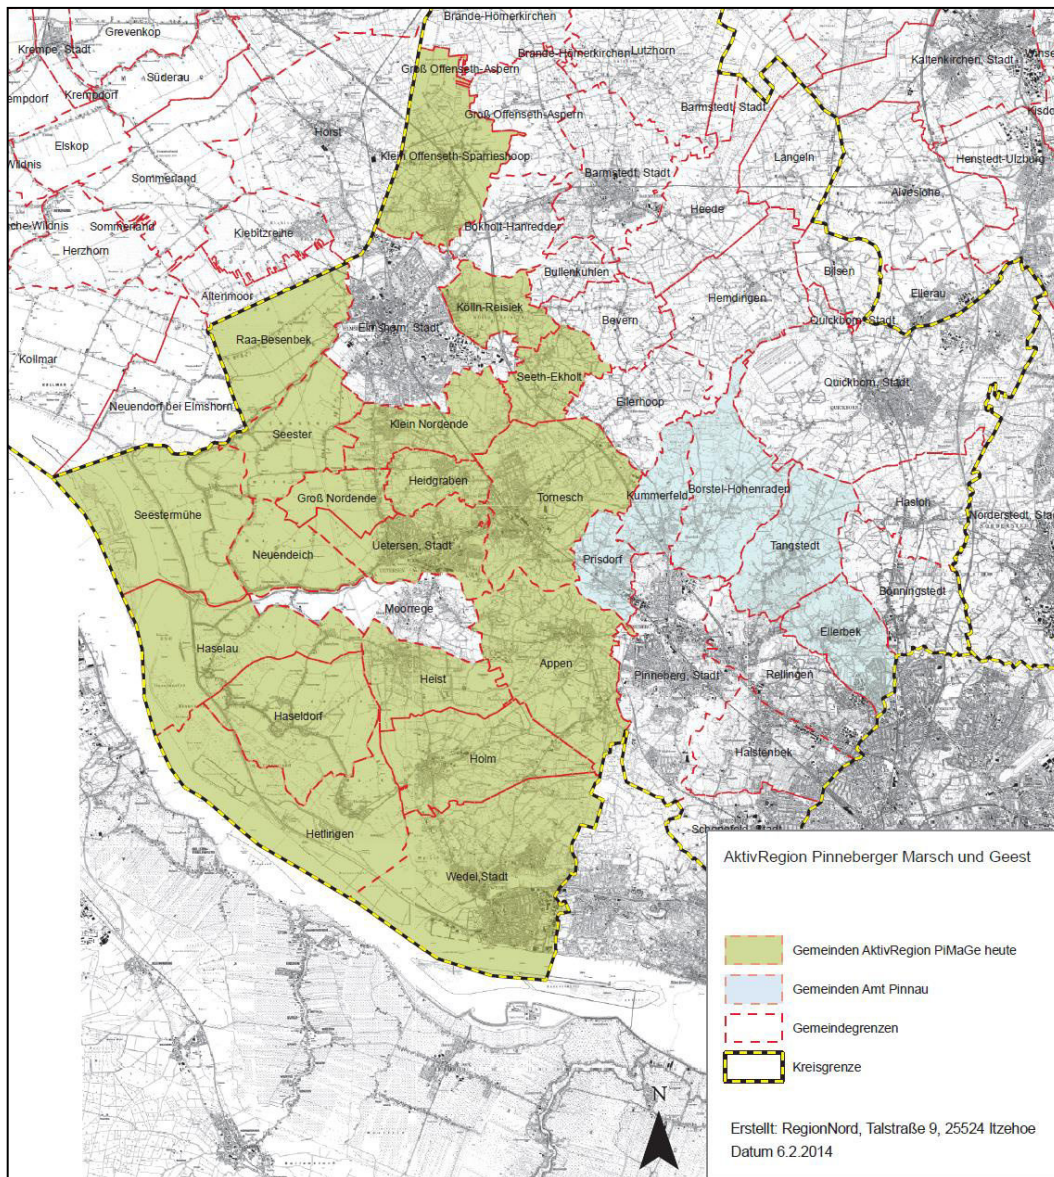 Brande-Hörnerkirchen
Grevenkop
Krempe, Stadt
Brande-Hörnerkirchen
Lutzhorn
Kaltenkirchen, Stadt
Groß Offenseth-Aspern
Süderau
Krempdorf
Groß Offenseth-Aspern
Barmstedt, Stadt
Horst
Elskop
Klein Offenseth-Sparrieshoop
Langeln
Henstedt-Ulzburg
Wildnis
Sommerland
Barmstedt, Stadt
Alveslohe
Heede
Sommerland
Bokholt-Hanredder
Herzhorn
Kiebitzreihe
Bullenkuhlen
Bilsen
Altenmoor
Kölln-Reisiek
Hemdingen
Ellerau
Bevern
Quickborn, Stadt
Elmshorn, Stadt
Raa-Besenbek
Kollmar
Seeth-Ekholt
Quickborn, Stadt
Ellerhoop
Neuendorf bei Elmshorn
Klein Nordende
Seester
Heidgraben
Borstel-Hohenraden
Groß Nordende
Tornesch
Kummerfeld
Hasloh
Seestermühe
Norderstedt, Stadt
Neuendeich
Uetersen, Stadt
Tangstedt
Prisdorf
Bönningstedt
Moorrege
Ellerbek
Haselau
Appen
Heist
Pinneberg, Stadt
Rellingen
Haseldorf
Holm
Halstenbek
Hetlingen
Schenefeld, Stadt
Wedel,Stadt
AktivRegion Pinneberger Marsch und Geest
Gemeinden AktivRegion PiMaGe heute
Gemeinden Amt Pinnau
Gemeindegrenzen
Kreisgrenze
N
Erstellt: RegionNord, Talstraße 9, 25524 Itzehoe
Datum 6.2.2014